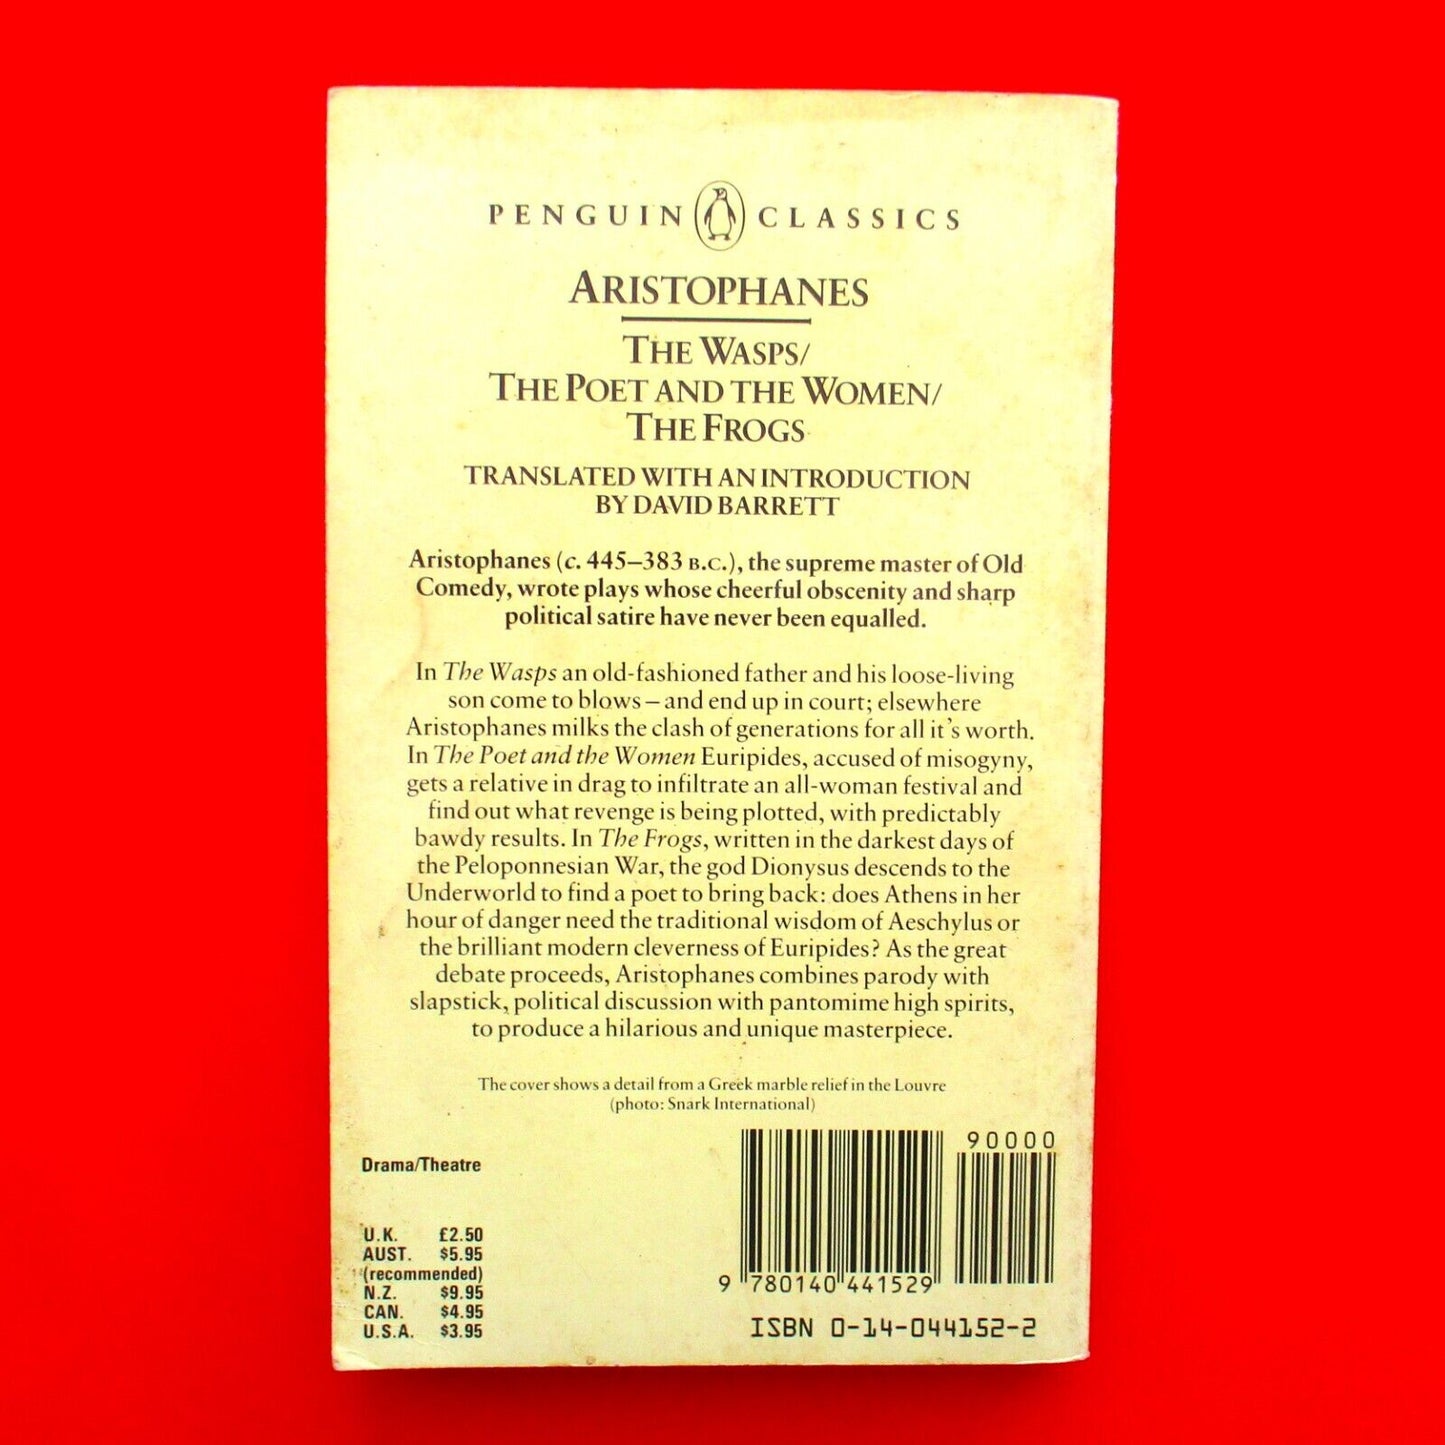 PENGUIN CLASSICS
ARISTOPHANES
THE WASPS/
THE POET AND THE WOMEN/
THE FROGS
TRANSLATED WITH AN INTRODUCTION
BY DAVID BARRETT
Aristophanes (c. 445–383 B.C.), the supreme master of Old
Comedy, wrote plays whose cheerful obscenity and sharp
political satire have never been equalled.
In The Wasps an old-fashioned father and his loose-living
son come to blows – and end up in court; elsewhere
Aristophanes milks the clash of generations for all it's worth.
In The Poet and the Women Euripides, accused of misogyny,
gets a relative in drag to infiltrate an all-woman festival and
find out what revenge is being plotted, with predictably
bawdy results. In The Frogs, written in the darkest days of
the Peloponnesian War, the god Dionysus descends to the
Underworld to find a poet to bring back: does Athens in her
hour of danger need the traditional wisdom of Aeschylus or
the brilliant modern cleverness of Euripides? As the great
debate proceeds, Aristophanes combines parody with
slapstick, political discussion with pantomime high spirits,
to produce a hilarious and unique masterpiece.
The cover shows a detail from a Greek marble relief in the Louvre
(photo: Snark International)
Drama/Theatre
U.K. £2.50
AUST. $5.95
(recommended)
N.Z. $9.95
CAN. $4.95
U.S.A. $3.95
90000
9 780140 441529
ISBN 0-14-044152-2